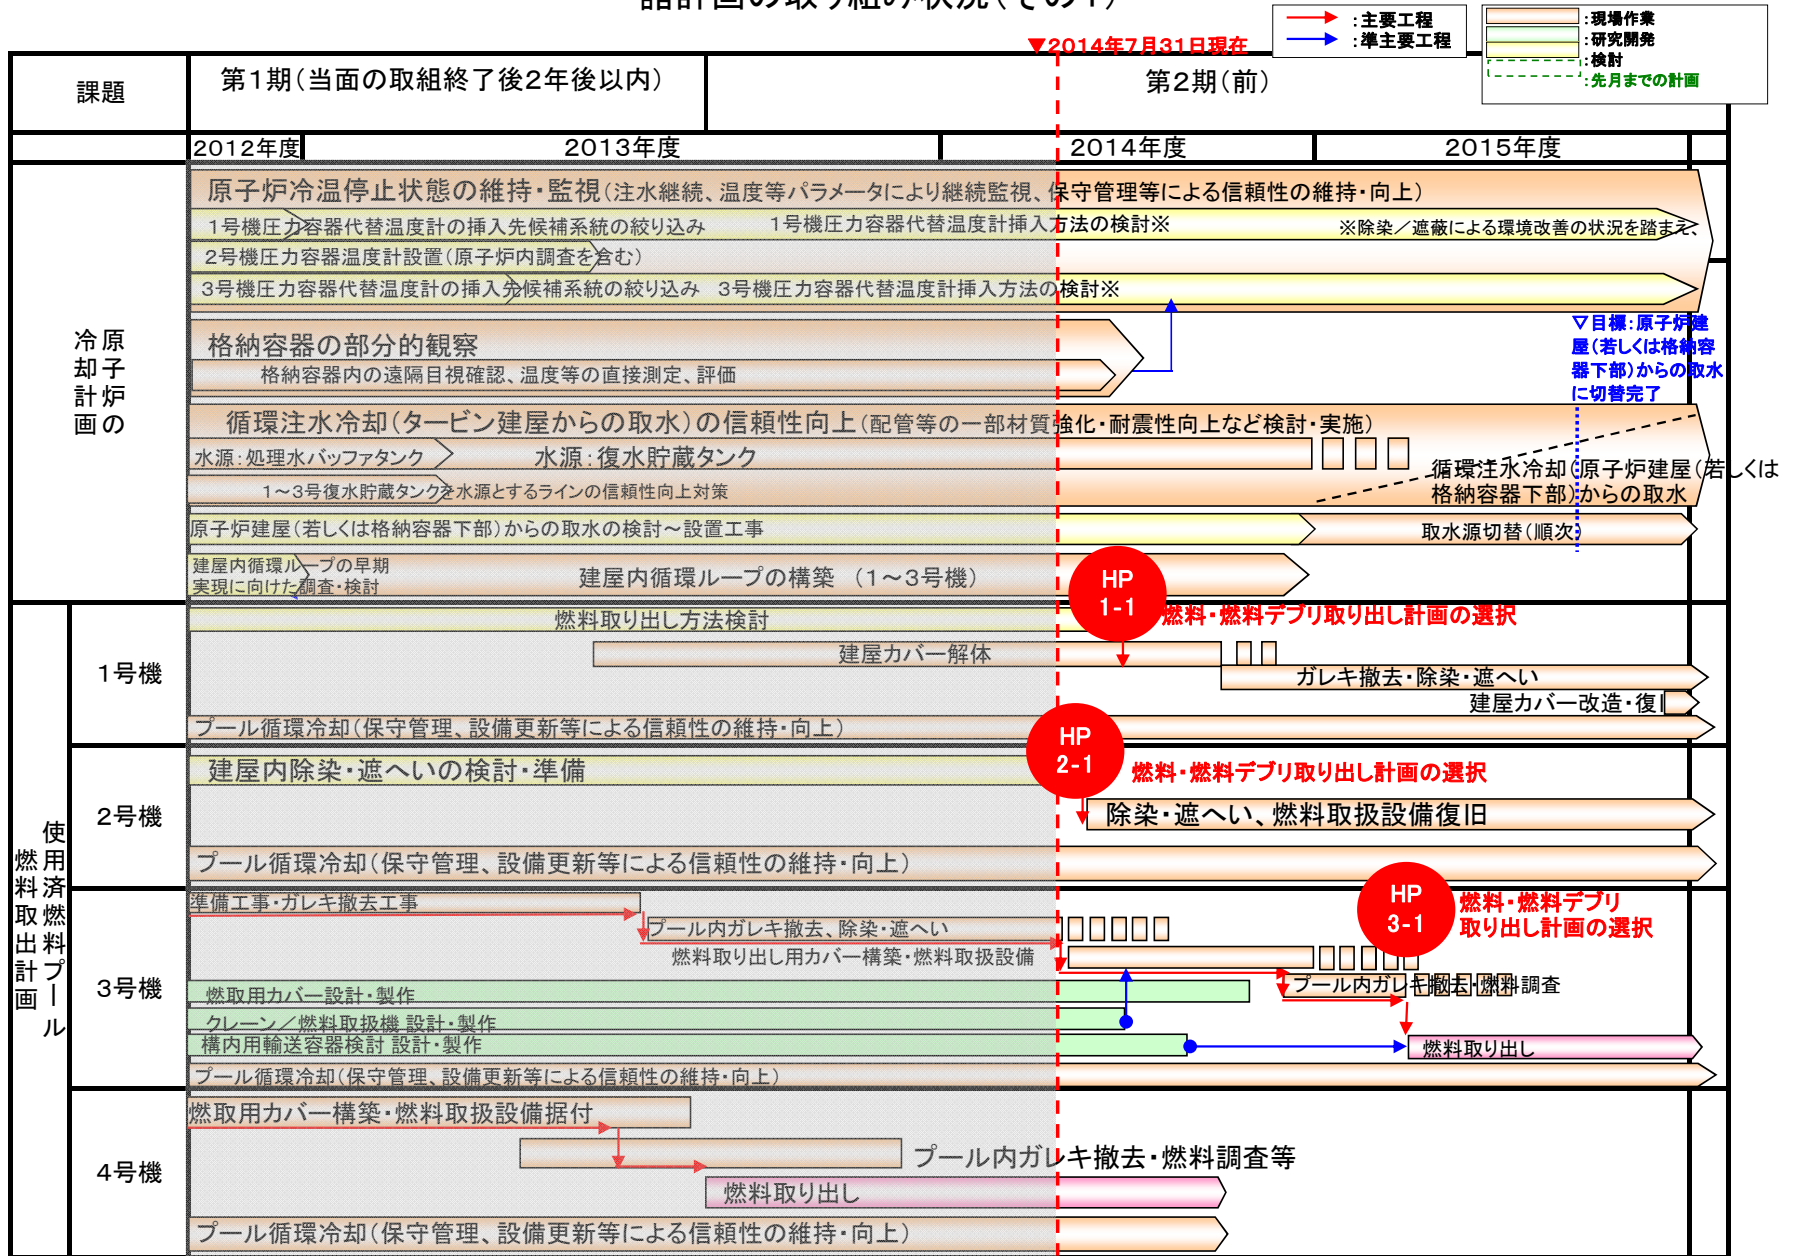 諸計画の取り組み状況(その1)
:主要工程
:準主要工程
:現場作業
:研究開発
:検討
:先月までの計画
▼2014年7月31日現在
課題
第1期(当面の取組終了後2年後以内)
第2期(前)
2012年度
2013年度
2014年度
2015年度
原子炉の冷却計画
原子炉冷温停止状態の維持・監視(注水継続、温度等パラメータにより継続監視、保守管理等による信頼性の維持・向上)
1号機圧力容器代替温度計の挿入先候補系統の絞り込み
1号機圧力容器代替温度計挿入方法の検討※
※除染/遮蔽による環境改善の状況を踏まえ、
2号機圧力容器温度計設置(原子炉内調査を含む)
3号機圧力容器代替温度計の挿入先候補系統の絞り込み
3号機圧力容器代替温度計挿入方法の検討※
格納容器の部分的観察
格納容器内の遠隔目視確認、温度等の直接測定、評価
▽目標:原子炉建
屋(若しくは格納容
器下部)からの取水
に切替完了
循環注水冷却(タービン建屋からの取水)の信頼性向上(配管等の一部材質強化・耐震性向上など検討・実施)
水源:処理水バッファタンク
水源:復水貯蔵タンク
1~3号復水貯蔵タンクを水源とするラインの信頼性向上対策
循環注水冷却(原子炉建屋(若しくは
格納容器下部)からの取水
原子炉建屋(若しくは格納容器下部)からの取水の検討~設置工事
取水源切替(順次)
建屋内循環ループの早期
実現に向けた調査・検討
建屋内循環ループの構築 (1~3号機)
HP
1-1
燃料・燃料デブリ取り出し計画の選択
使用済燃料プール燃料取出計画
1号機
燃料取り出し方法検討
建屋カバー解体
ガレキ撤去・除染・遮へい
建屋カバー改造・復旧
プール循環冷却(保守管理、設備更新等による信頼性の維持・向上)
HP
2-1
燃料・燃料デブリ取り出し計画の選択
2号機
建屋内除染・遮へいの検討・準備
除染・遮へい、燃料取扱設備復旧
プール循環冷却(保守管理、設備更新等による信頼性の維持・向上)
HP
3-1
燃料・燃料デブリ
取り出し計画の選択
3号機
準備工事・ガレキ撤去工事
プール内ガレキ撤去、除染・遮へい
燃料取り出し用カバー構築・燃料取扱設備
プール内ガレキ撤去・燃料調査
燃取用カバー設計・製作
クレーン/燃料取扱機 設計・製作
構内用輸送容器検討 設計・製作
燃料取り出し
プール循環冷却(保守管理、設備更新等による信頼性の維持・向上)
4号機
燃取用カバー構築・燃料取扱設備据付
プール内ガレキ撤去・燃料調査等
燃料取り出し
プール循環冷却(保守管理、設備更新等による信頼性の維持・向上)